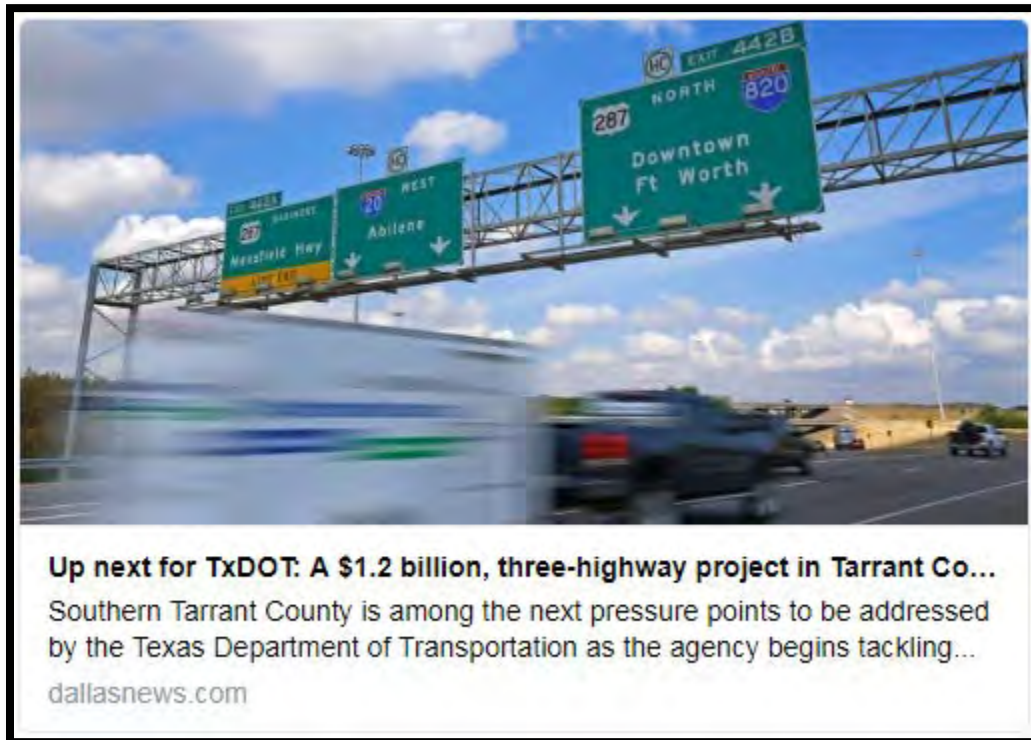 HC
EXIT 442B
NORTH
287
820
Downtown
Ft Worth
WEST
20
Abilene
287
Mansfield Hwy
Up next for TxDOT: A $1.2 billion, three-highway project in Tarrant Co...
Southern Tarrant County is among the next pressure points to be addressed
by the Texas Department of Transportation as the agency begins tackling...
dallasnews.com